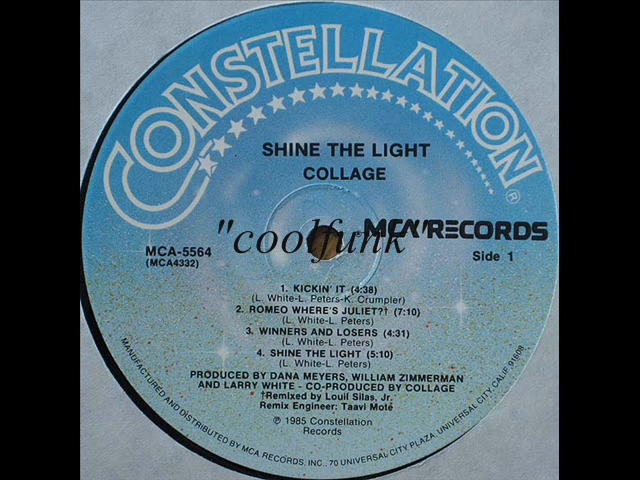 CONSTELLATION ®
SHINE THE LIGHT
COLLAGE
"coolfunk
MCA RECORDS
MCA-5564
(MCA4332)
Side 1
1. KICKIN' IT (4:38)
(L. White-L. Peters-K. Crumpler)
2. ROMEO WHERE'S JULIET?† (7:10)
(L. White-L. Peters)
3. WINNERS AND LOSERS (4:31)
(L. White-L. Peters)
4. SHINE THE LIGHT (5:10)
(L. White-L. Peters)
PRODUCED BY DANA MEYERS, WILLIAM ZIMMERMAN
AND LARRY WHITE - CO-PRODUCED BY COLLAGE
†Remixed by Louil Silas, Jr.
Remix Engineer: Taavi Moté
℗ 1985 Constellation
Records
MANUFACTURED AND DISTRIBUTED BY MCA RECORDS, INC., 70 UNIVERSAL CITY PLAZA, UNIVERSAL CITY, CALIF. 91608